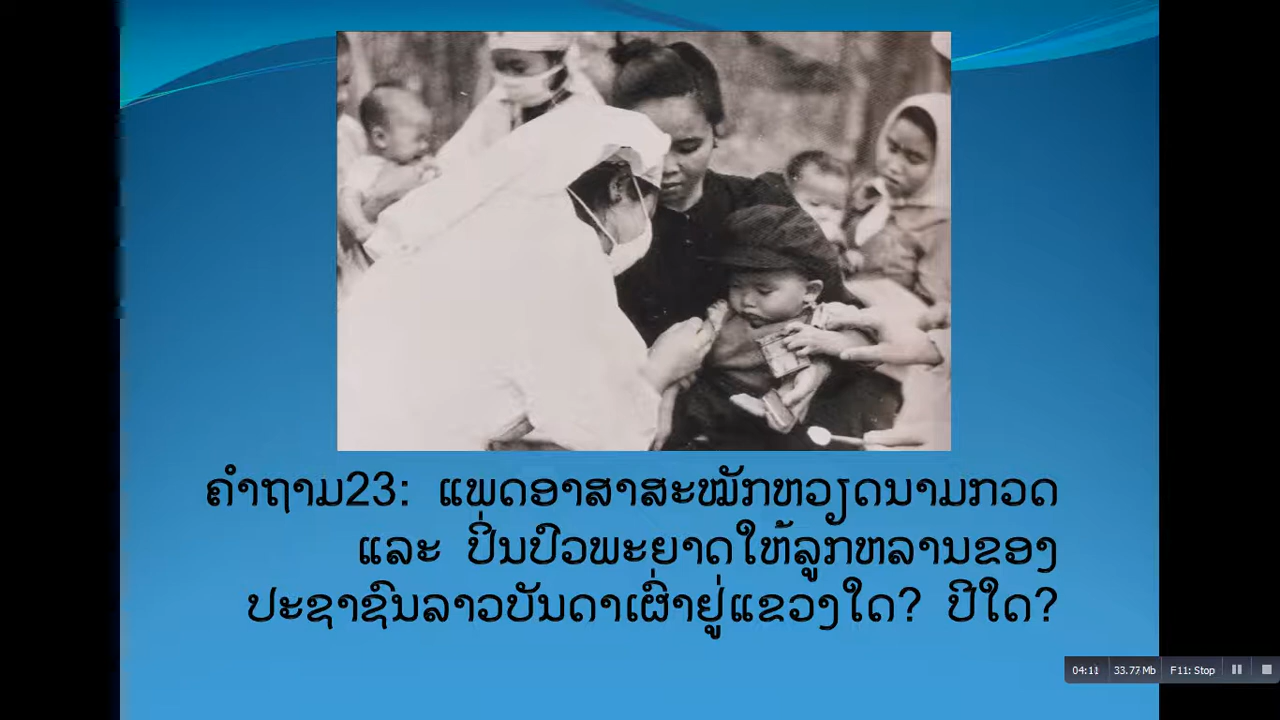 ຄຳຖາມ23: ແພດອາສາສະໝັກຫວຽດນາມກວດ
ແລະ ປິ່ນປົວພະຍາດໃຫ້ລູກຫລານຂອງ
ປະຊາຊົນລາວບັນດາເຜົ່າຢູ່ແຂວງໃດ? ປີໃດ?
04:11 33.77 Mb F11: Stop